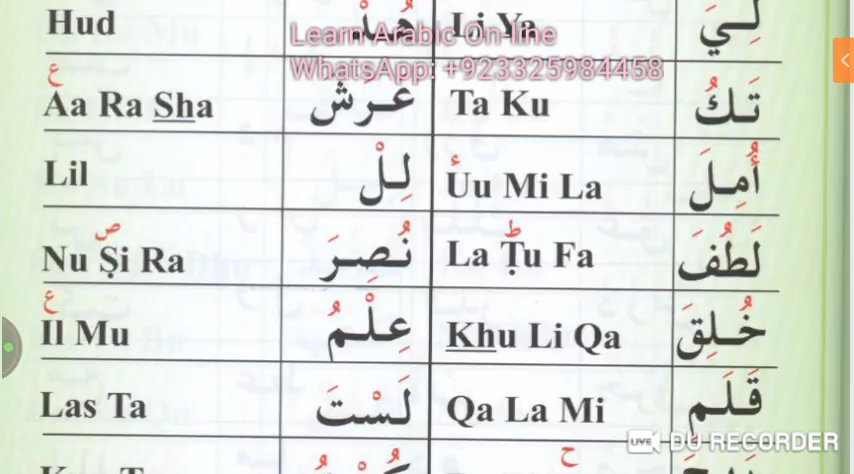 Hud هُدْ Li Ya لِيَ
Learn Arabic On-line
WhatsApp: +923325984458
ع
Aa Ra Sha عَرَشَ Ta Ku تَكُ
Lil لِلْ Uu Mi La أُمِلَ
ص ط
Nu Ṣi Ra نُصِرَ La Ṭu Fa لَطُفَ
ع
Il Mu عِلْمُ Khu Li Qa خُلِقَ
Las Ta لَسْتَ Qa La Mi قَلَمِ
ح
LIVE DU RECORDER